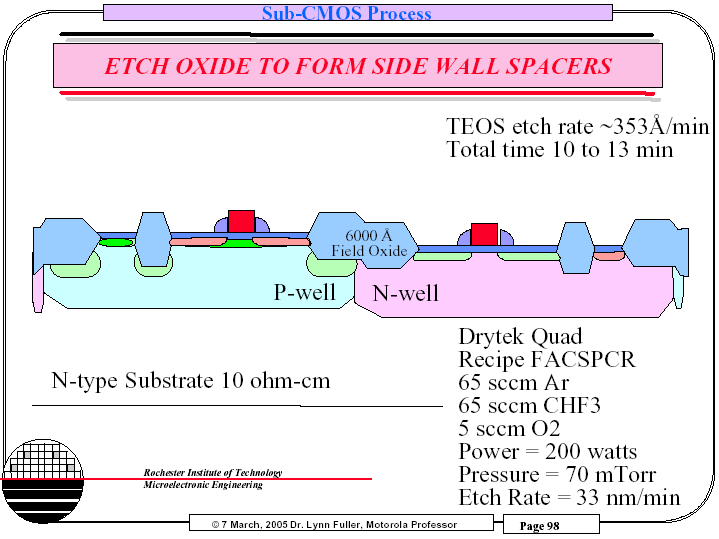 Sub-CMOS Process
ETCH OXIDE TO FORM SIDE WALL SPACERS
TEOS etch rate ~353Å/min
Total time 10 to 13 min
6000 Å
Field Oxide
P-well
N-well
N-type Substrate 10 ohm-cm
Drytek Quad
Recipe FACSPCR
65 sccm Ar
65 sccm CHF3
5 sccm O2
Power = 200 watts
Pressure = 70 mTorr
Etch Rate = 33 nm/min
Rochester Institute of Technology
Microelectronic Engineering
© 7 March, 2005 Dr. Lynn Fuller, Motorola Professor
Page 98